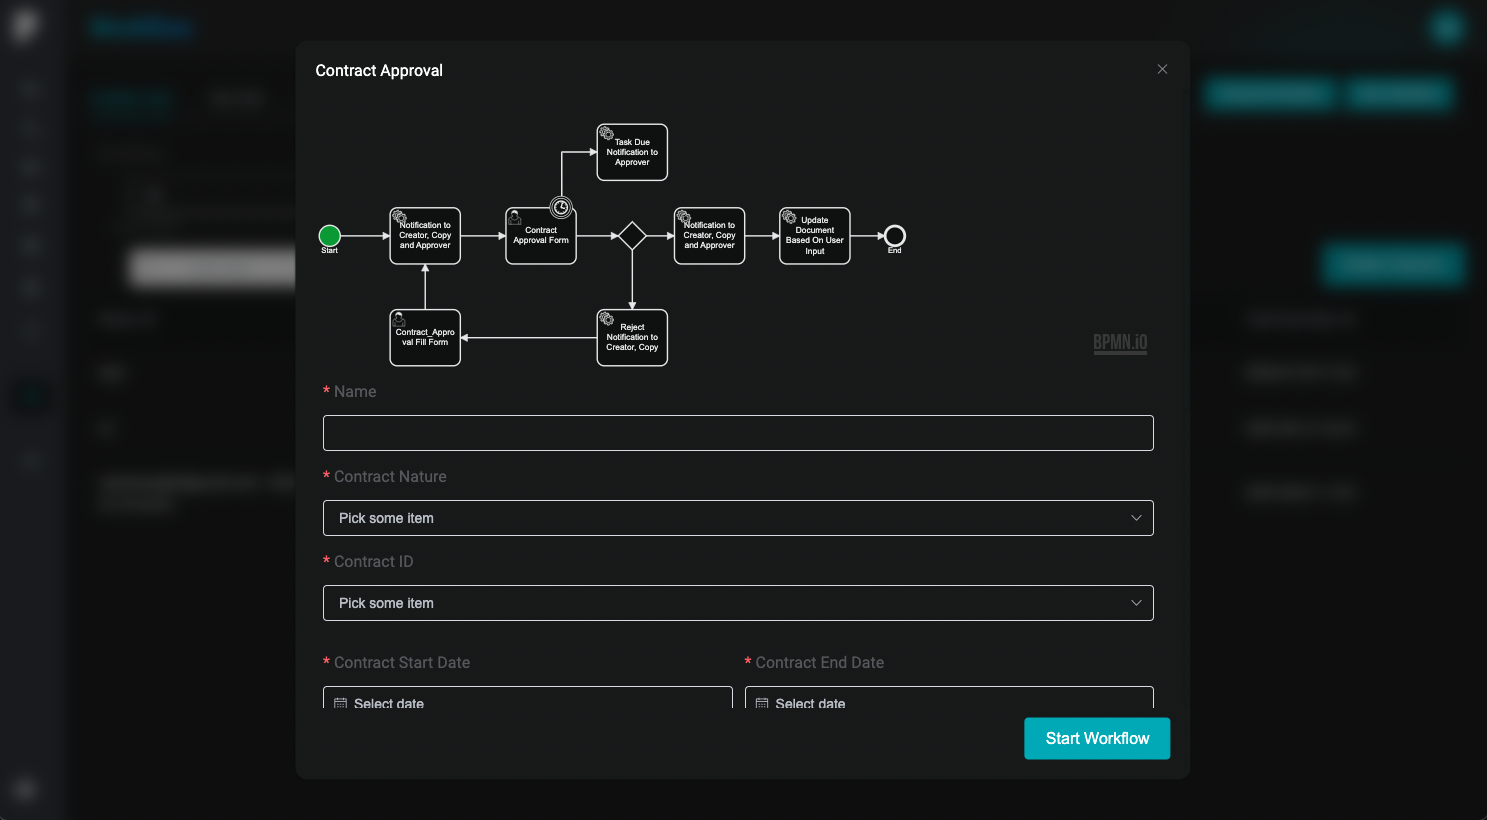 Contract Approval
Task Due
Notification to
Approver
Notification to
Creator, Copy
and Approver
Contract
Approval Form
Notification to
Creator, Copy
and Approver
Update
Document
Based On User
Input
Start
End
Contract_Appro
val Fill Form
Reject
Notification to
Creator, Copy
BPMN.iO
* Name
* Contract Nature
Pick some item
* Contract ID
Pick some item
* Contract Start Date
* Contract End Date
Select date
Select date
Start Workflow